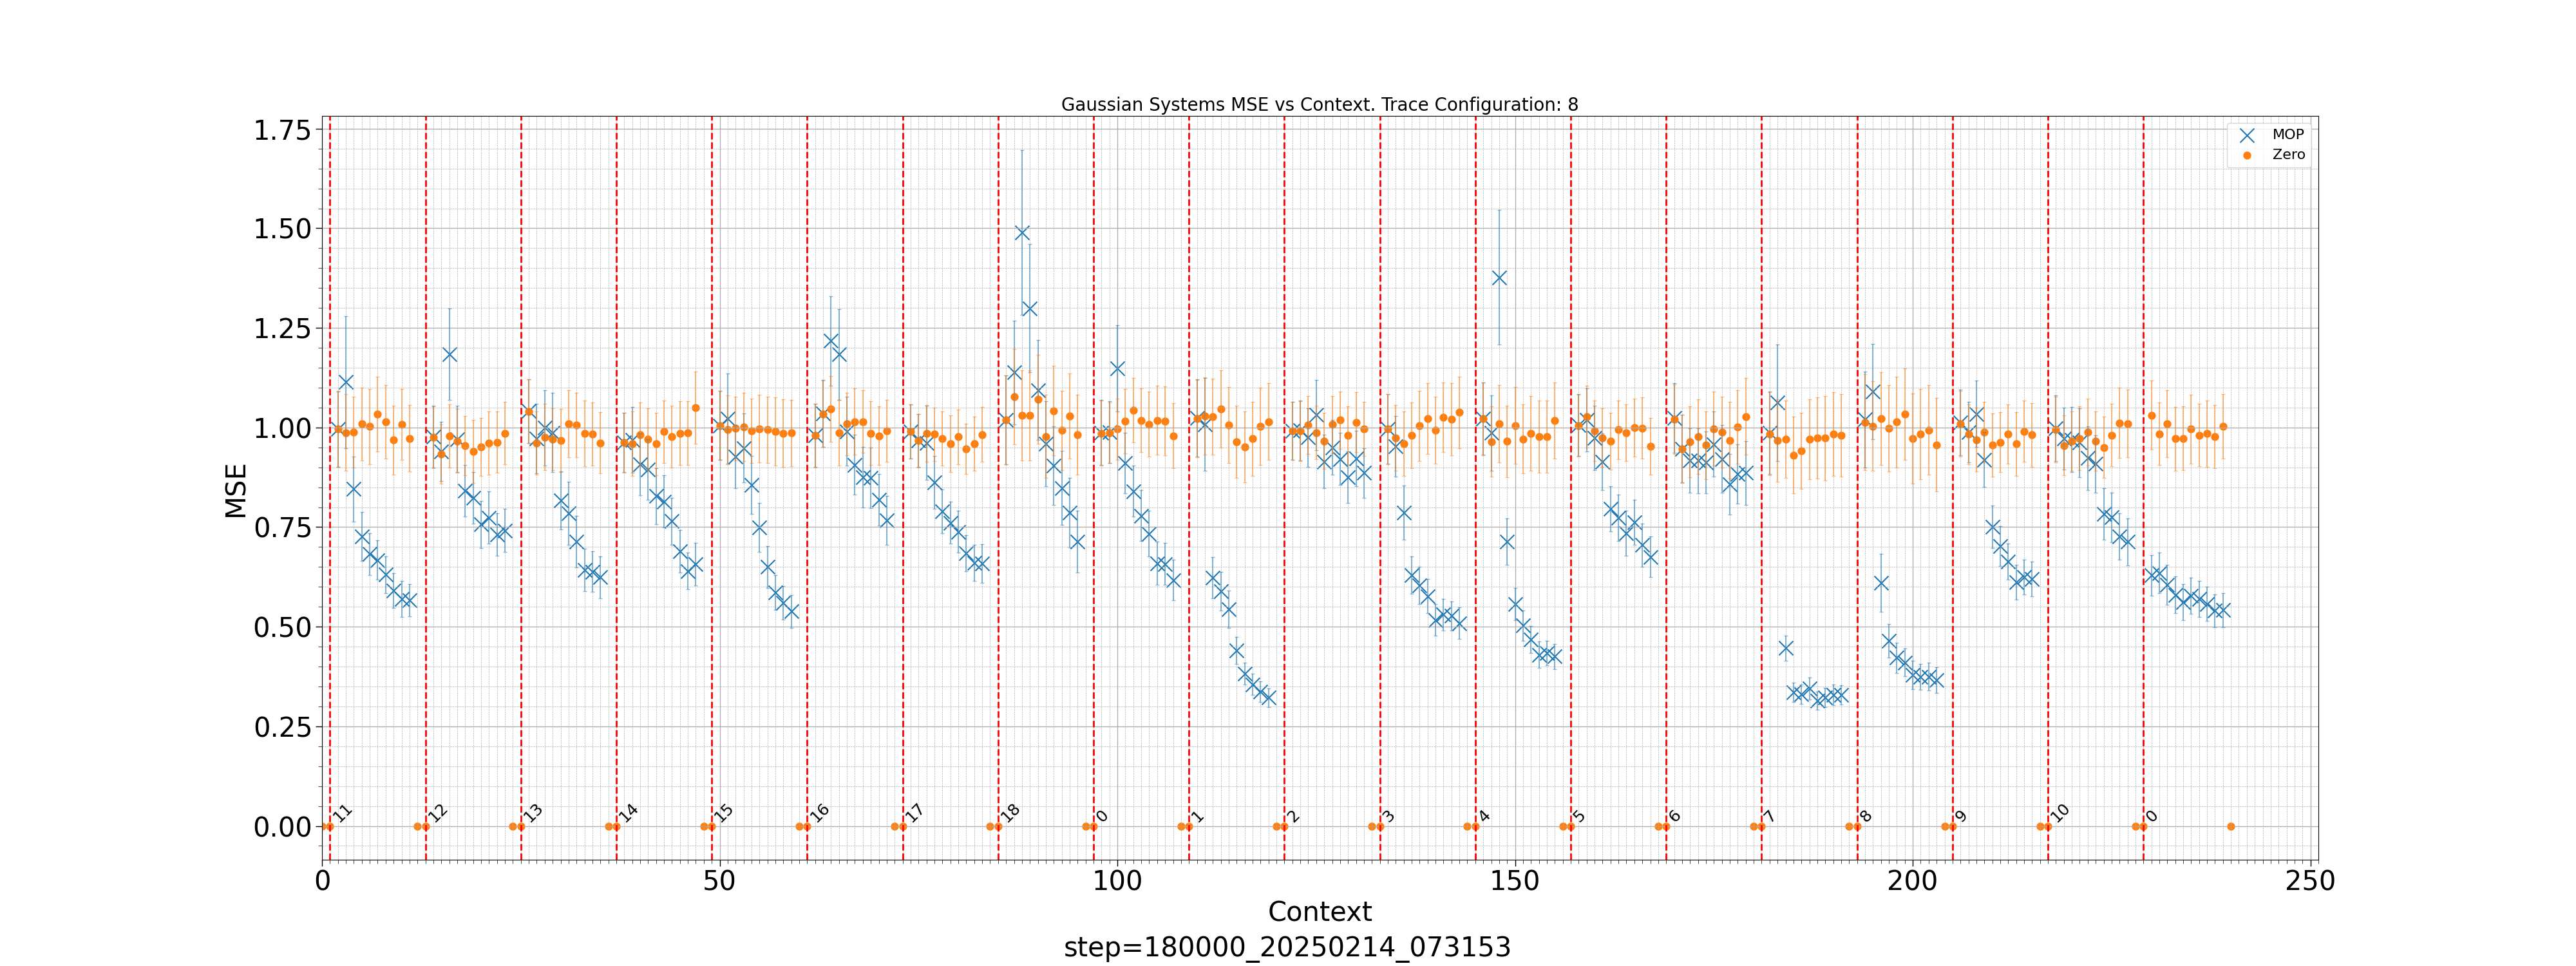 Gaussian Systems MSE vs Context. Trace Configuration: 8
MOP
Zero
1.75
1.50
1.25
1.00
0.75
0.50
0.25
0.00
MSE
11 12 13 14 15 16 17 18 0 1 2 3 4 5 6 7 8 9 10 0
0 50 100 150 200 250
Context
step=180000_20250214_073153